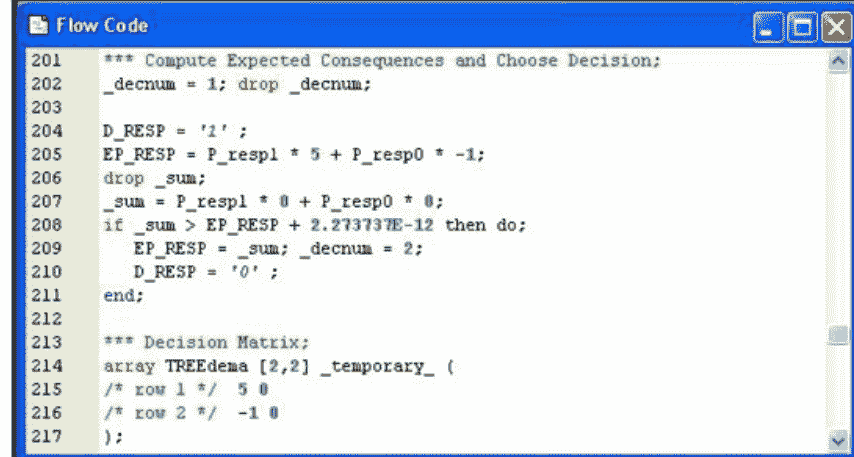 Flow Code
201 *** Compute Expected Consequences and Choose Decision;
202 _decnum = 1; drop _decnum;
203
204 D_RESP = '1' ;
205 EP_RESP = P_resp1 * 5 + P_resp0 * -1;
206 drop _sum;
207 _sum = P_resp1 * 0 + P_resp0 * 0;
208 if _sum > EP_RESP + 2.273737E-12 then do;
209 EP_RESP = _sum; _decnum = 2;
210 D_RESP = '0' ;
211 end;
212
213 *** Decision Matrix;
214 array TREEdema [2,2] _temporary_ (
215 /* row 1 */ 5 0
216 /* row 2 */ -1 0
217 );